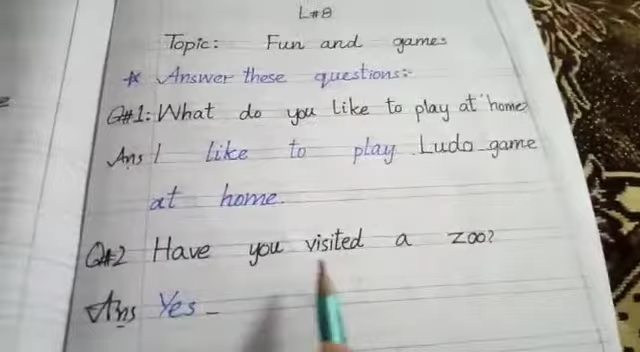 L#8
Topic: Fun and games
* Answer these questions:-
Q#1: What do you like to play at home
Ans I like to play Ludo game
at home.
Q#2 Have you visited a zoo?
Ans Yes